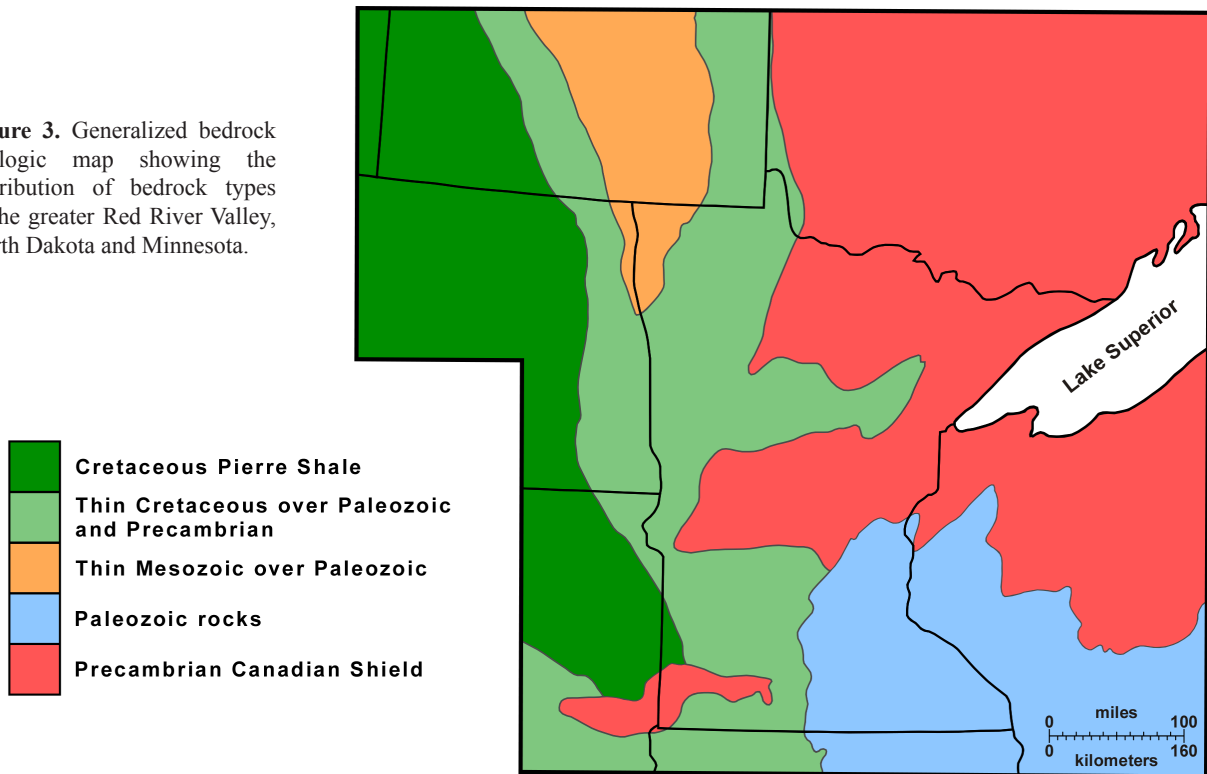 ure 3. Generalized bedrock
logic map showing the
ribution of bedrock types
he greater Red River Valley,
rth Dakota and Minnesota.
Lake Superior
Cretaceous Pierre Shale
Thin Cretaceous over Paleozoic
and Precambrian
Thin Mesozoic over Paleozoic
Paleozoic rocks
Precambrian Canadian Shield
miles
0 100
0 160
kilometers